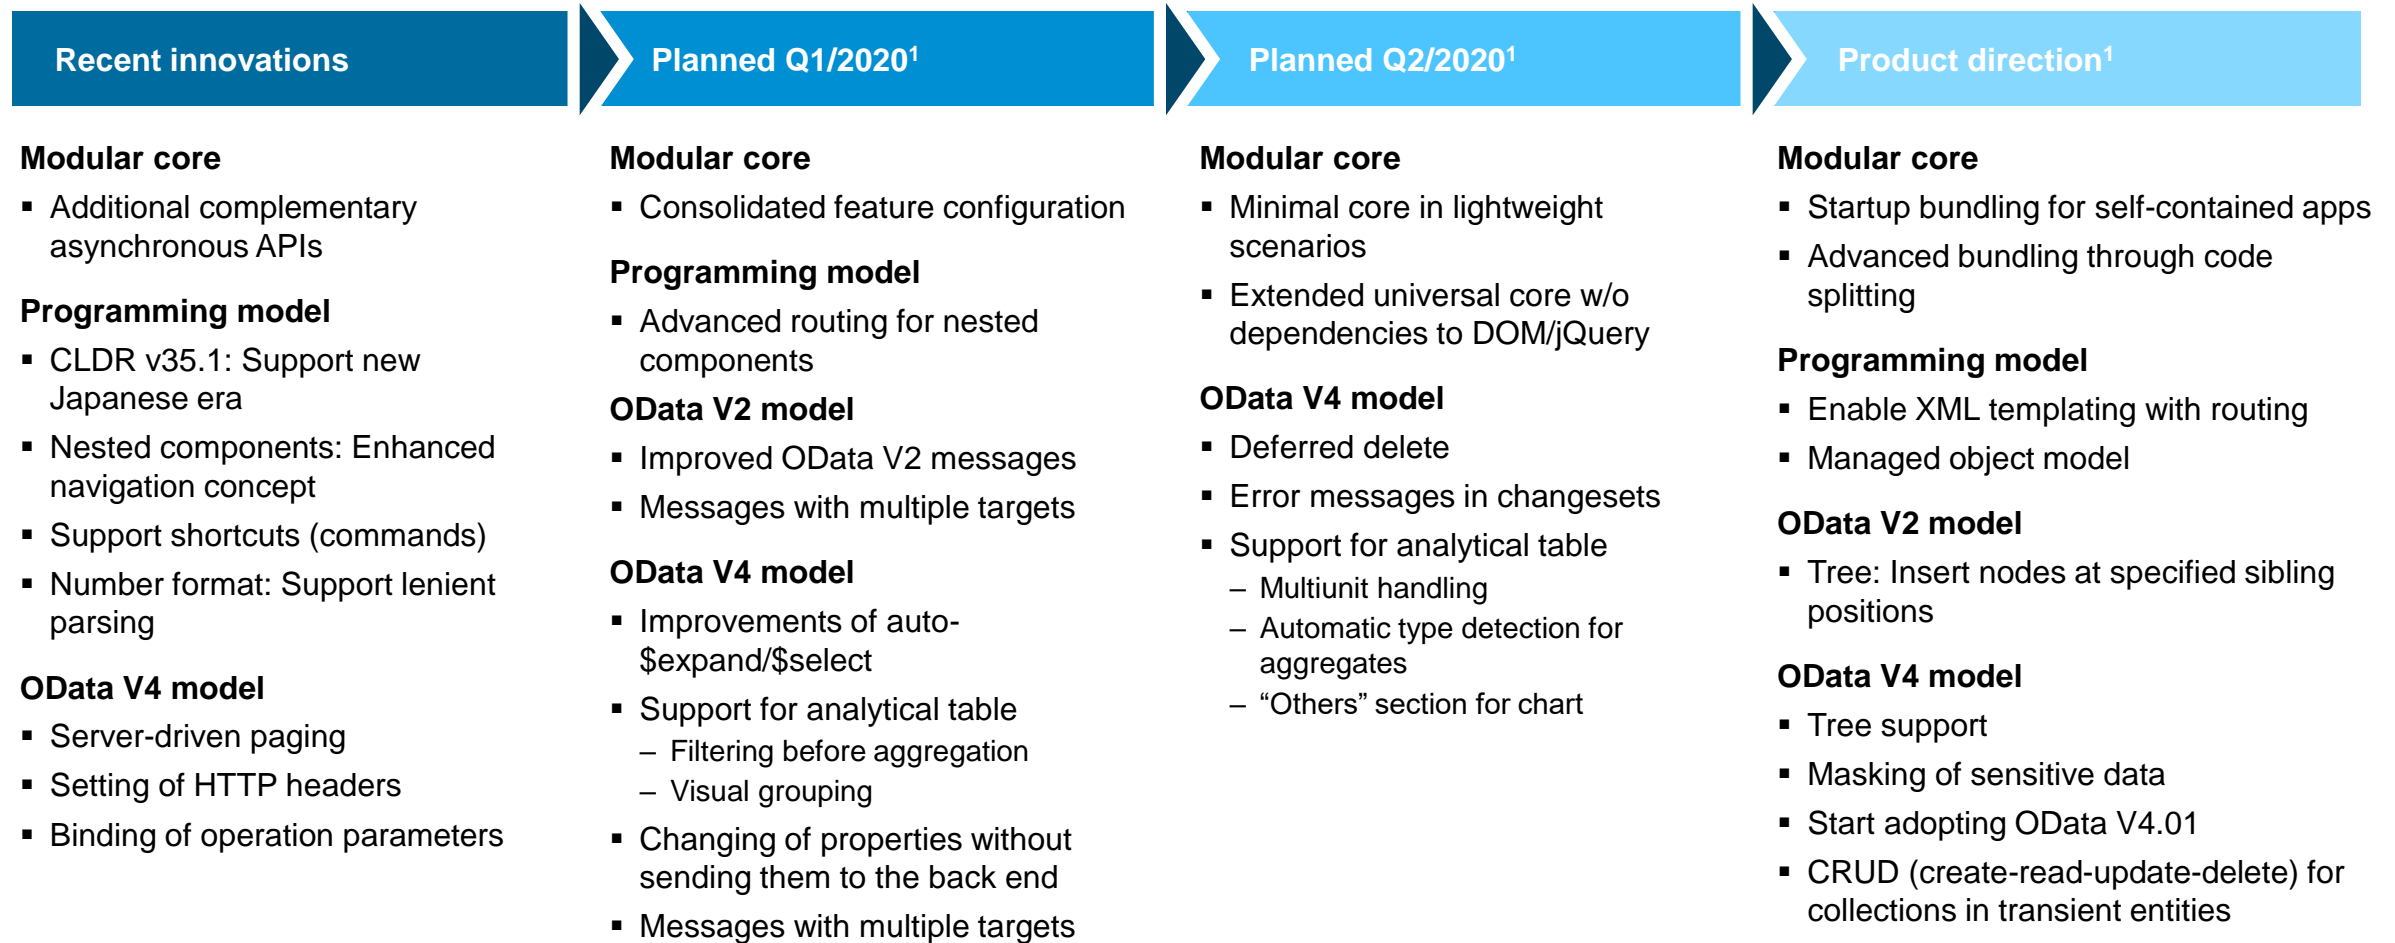 Recent innovations
Planned Q1/2020¹
Planned Q2/2020¹
Product direction¹
Modular core
▪ Additional complementary
asynchronous APIs
Programming model
▪ CLDR v35.1: Support new
Japanese era
▪ Nested components: Enhanced
navigation concept
▪ Support shortcuts (commands)
▪ Number format: Support lenient
parsing
OData V4 model
▪ Server-driven paging
▪ Setting of HTTP headers
▪ Binding of operation parameters
Modular core
▪ Consolidated feature configuration
Programming model
▪ Advanced routing for nested
components
OData V2 model
▪ Improved OData V2 messages
▪ Messages with multiple targets
OData V4 model
▪ Improvements of auto-
$expand/$select
▪ Support for analytical table
– Filtering before aggregation
– Visual grouping
▪ Changing of properties without
sending them to the back end
▪ Messages with multiple targets
Modular core
▪ Minimal core in lightweight
scenarios
▪ Extended universal core w/o
dependencies to DOM/jQuery
OData V4 model
▪ Deferred delete
▪ Error messages in changesets
▪ Support for analytical table
– Multiunit handling
– Automatic type detection for
aggregates
– “Others” section for chart
Modular core
▪ Startup bundling for self-contained apps
▪ Advanced bundling through code
splitting
Programming model
▪ Enable XML templating with routing
▪ Managed object model
OData V2 model
▪ Tree: Insert nodes at specified sibling
positions
OData V4 model
▪ Tree support
▪ Masking of sensitive data
▪ Start adopting OData V4.01
▪ CRUD (create-read-update-delete) for
collections in transient entities